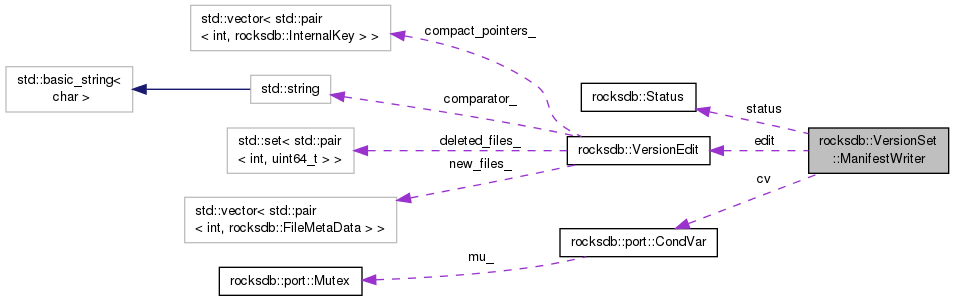 std::vector< std::pair
< int, rocksdb::InternalKey > >
compact_pointers_
std::basic_string<
char >
std::string
comparator_
rocksdb::Status
status
std::set< std::pair
< int, uint64_t > >
deleted_files_
rocksdb::VersionEdit
edit
rocksdb::VersionSet
::ManifestWriter
new_files_
cv
std::vector< std::pair
< int, rocksdb::FileMetaData > >
rocksdb::port::CondVar
mu_
rocksdb::port::Mutex